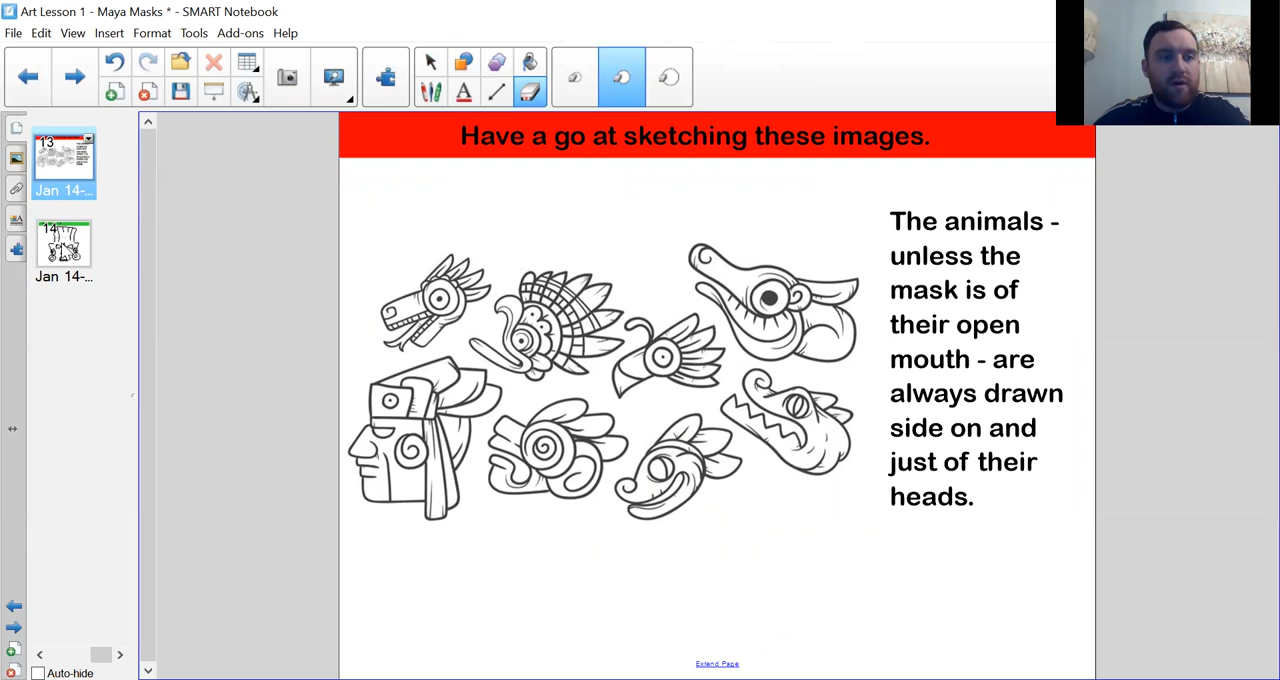 Art Lesson 1 - Maya Masks * - SMART Notebook
File Edit View Insert Format Tools Add-ons Help
13
Jan 14-...
14
Jan 14-...
Auto-hide
Have a go at sketching these images.
The animals -
unless the
mask is of
their open
mouth - are
always drawn
side on and
just of their
heads.
Extend Page